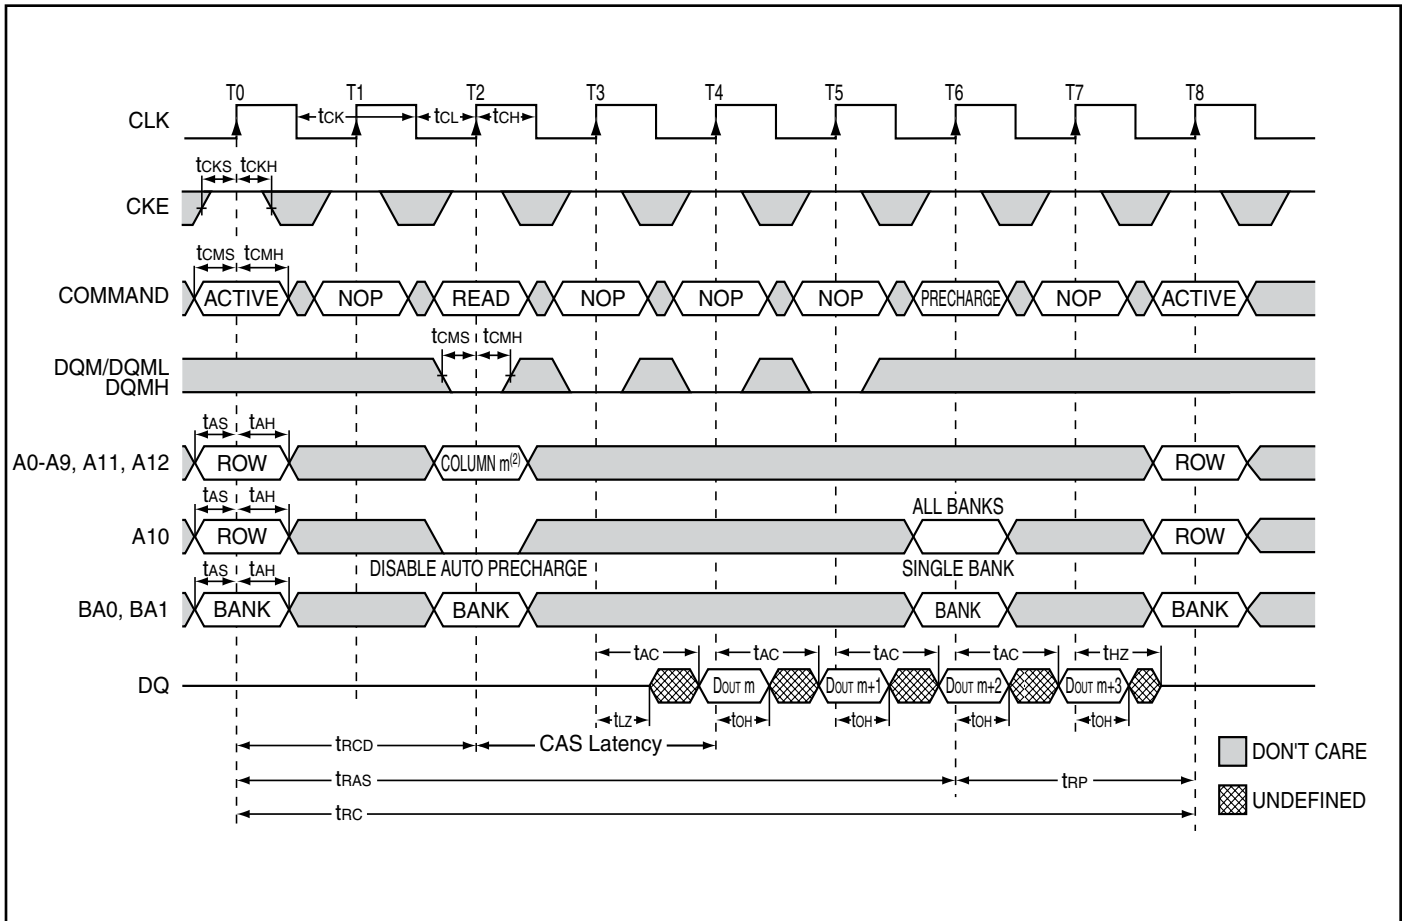 T0 T1 T2 T3 T4 T5 T6 T7 T8
CLK tCK tCL tCH
tCKS tCKH
CKE
tCMS tCMH
COMMAND ACTIVE NOP READ NOP NOP NOP PRECHARGE NOP ACTIVE
tCMS tCMH
DQM/DQML
DQMH
tAS tAH
A0-A9, A11, A12 ROW COLUMN m(2) ROW
tAS tAH ALL BANKS
A10 ROW ROW
DISABLE AUTO PRECHARGE SINGLE BANK
tAS tAH
BA0, BA1 BANK BANK BANK BANK
tAC tAC tAC tAC tHZ
DQ DOUT m DOUT m+1 DOUT m+2 DOUT m+3
tLZ tOH tOH tOH tOH
tRCD CAS Latency
DON'T CARE
tRAS tRP
UNDEFINED
tRC